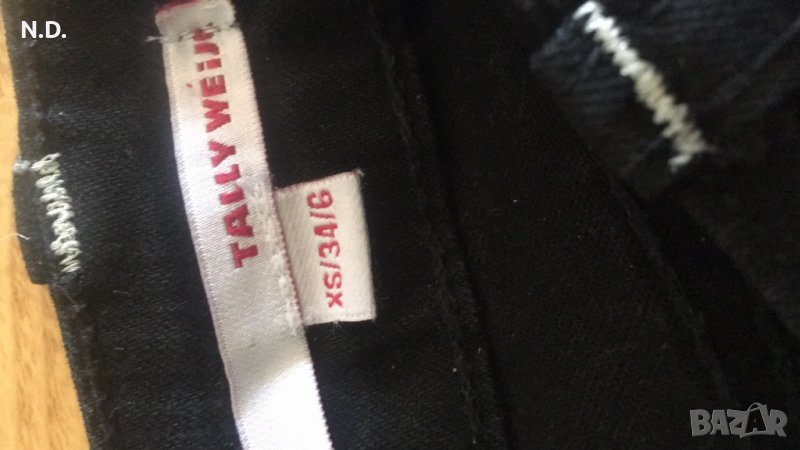 N.D.
TALLY WEiJL
XS/34/6
BAZAR